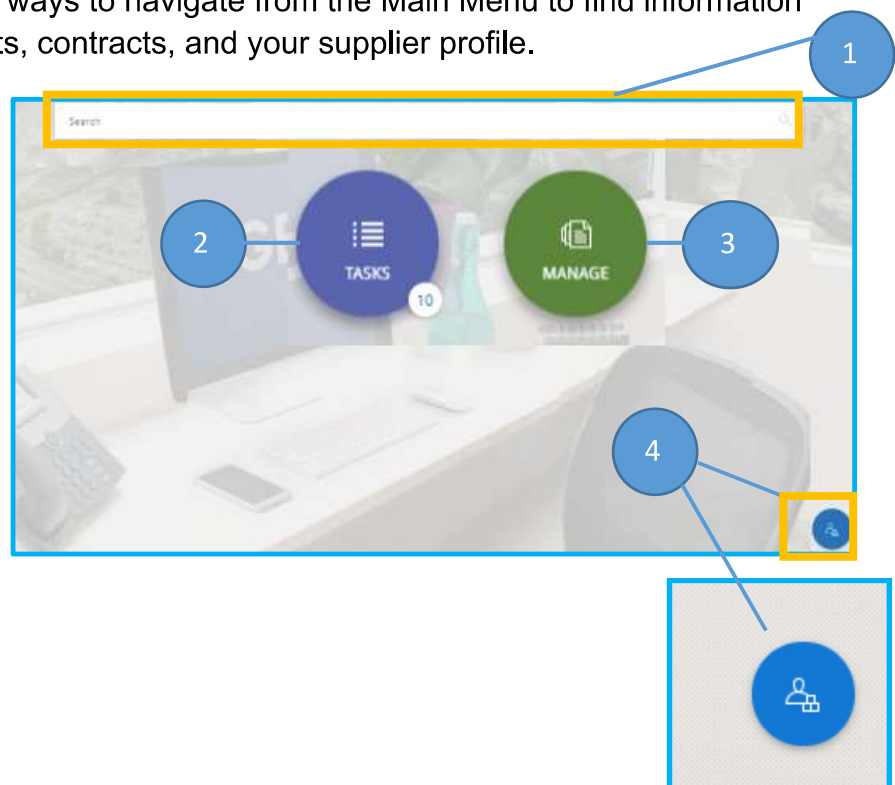 ways to navigate from the Main Menu to find information
ts, contracts, and your supplier profile.
1
Search
2
TASKS
10
MANAGE
3
4